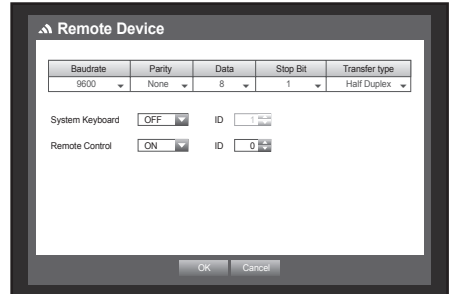 Remote Device
Baudrate Parity Data Stop Bit Transfer type
9600 None 8 1 Half Duplex
System Keyboard OFF ID 1
Remote Control ON ID 0
OK Cancel